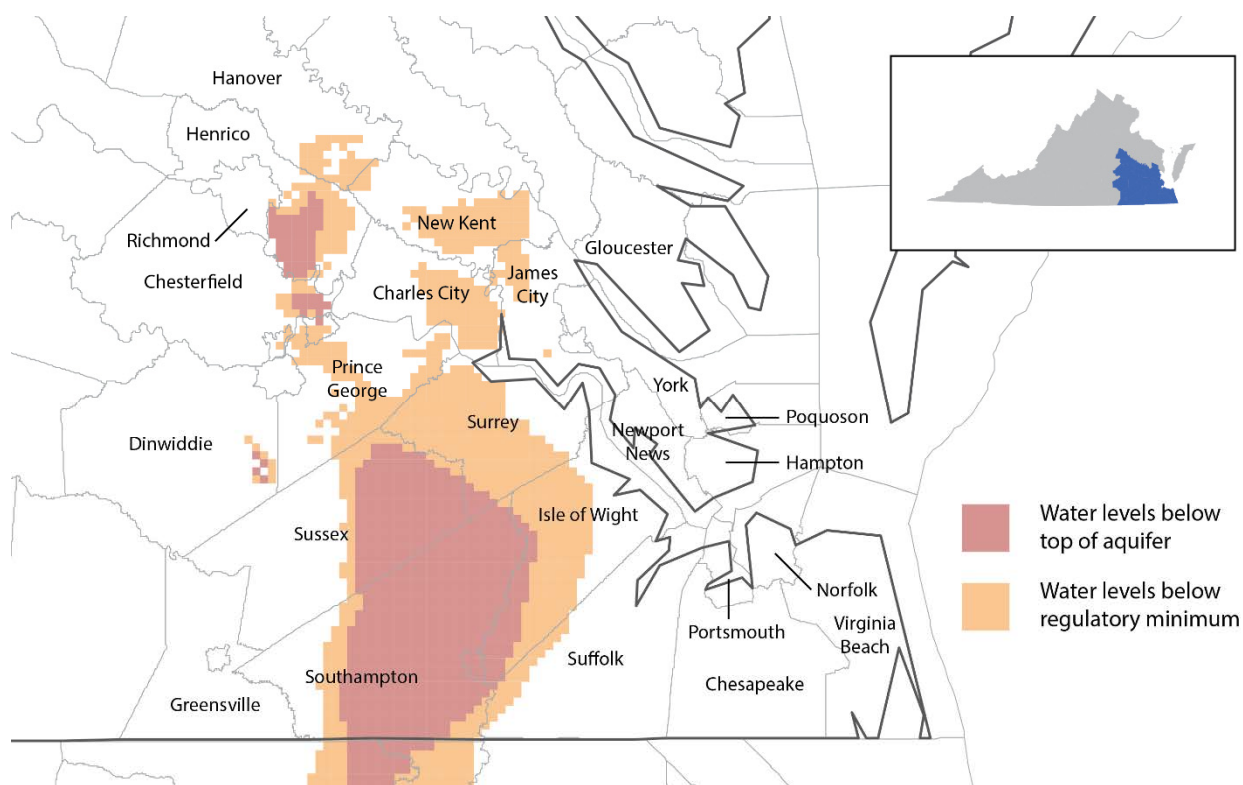 Hanover
Henrico
Richmond
New Kent
Gloucester
Chesterfield
James
City
Charles City
Prince
George
York
Poquoson
Surrey
Newport
News
Dinwiddie
Hampton
Isle of Wight
Sussex
Water levels below
top of aquifer
Norfolk
Water levels below
regulatory minimum
Portsmouth
Virginia
Beach
Suffolk
Southampton
Chesapeake
Greensville